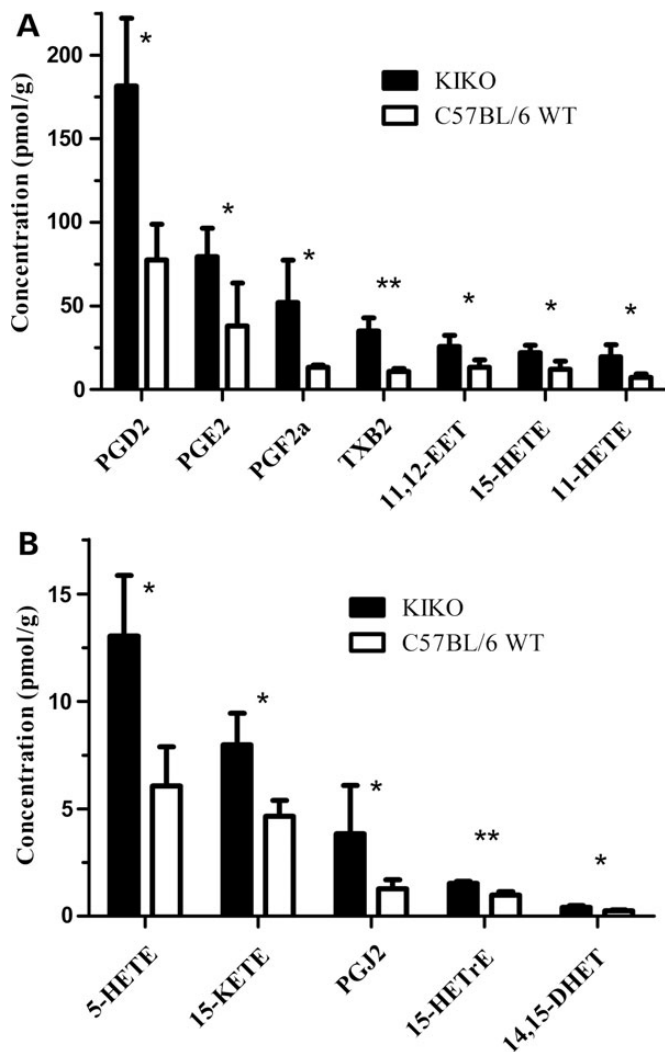 A
Concentration (pmol/g)
200
150
100
50
0
*
*
*
**
*
*
*
KIKO
C57BL/6 WT
PGD2
PGE2
PGF2a
TXB2
11,12-EET
15-HETE
11-HETE
B
Concentration (pmol/g)
15
10
5
0
*
*
*
**
*
KIKO
C57BL/6 WT
5-HETE
15-KETE
PGJ2
15-HETrE
14,15-DHET